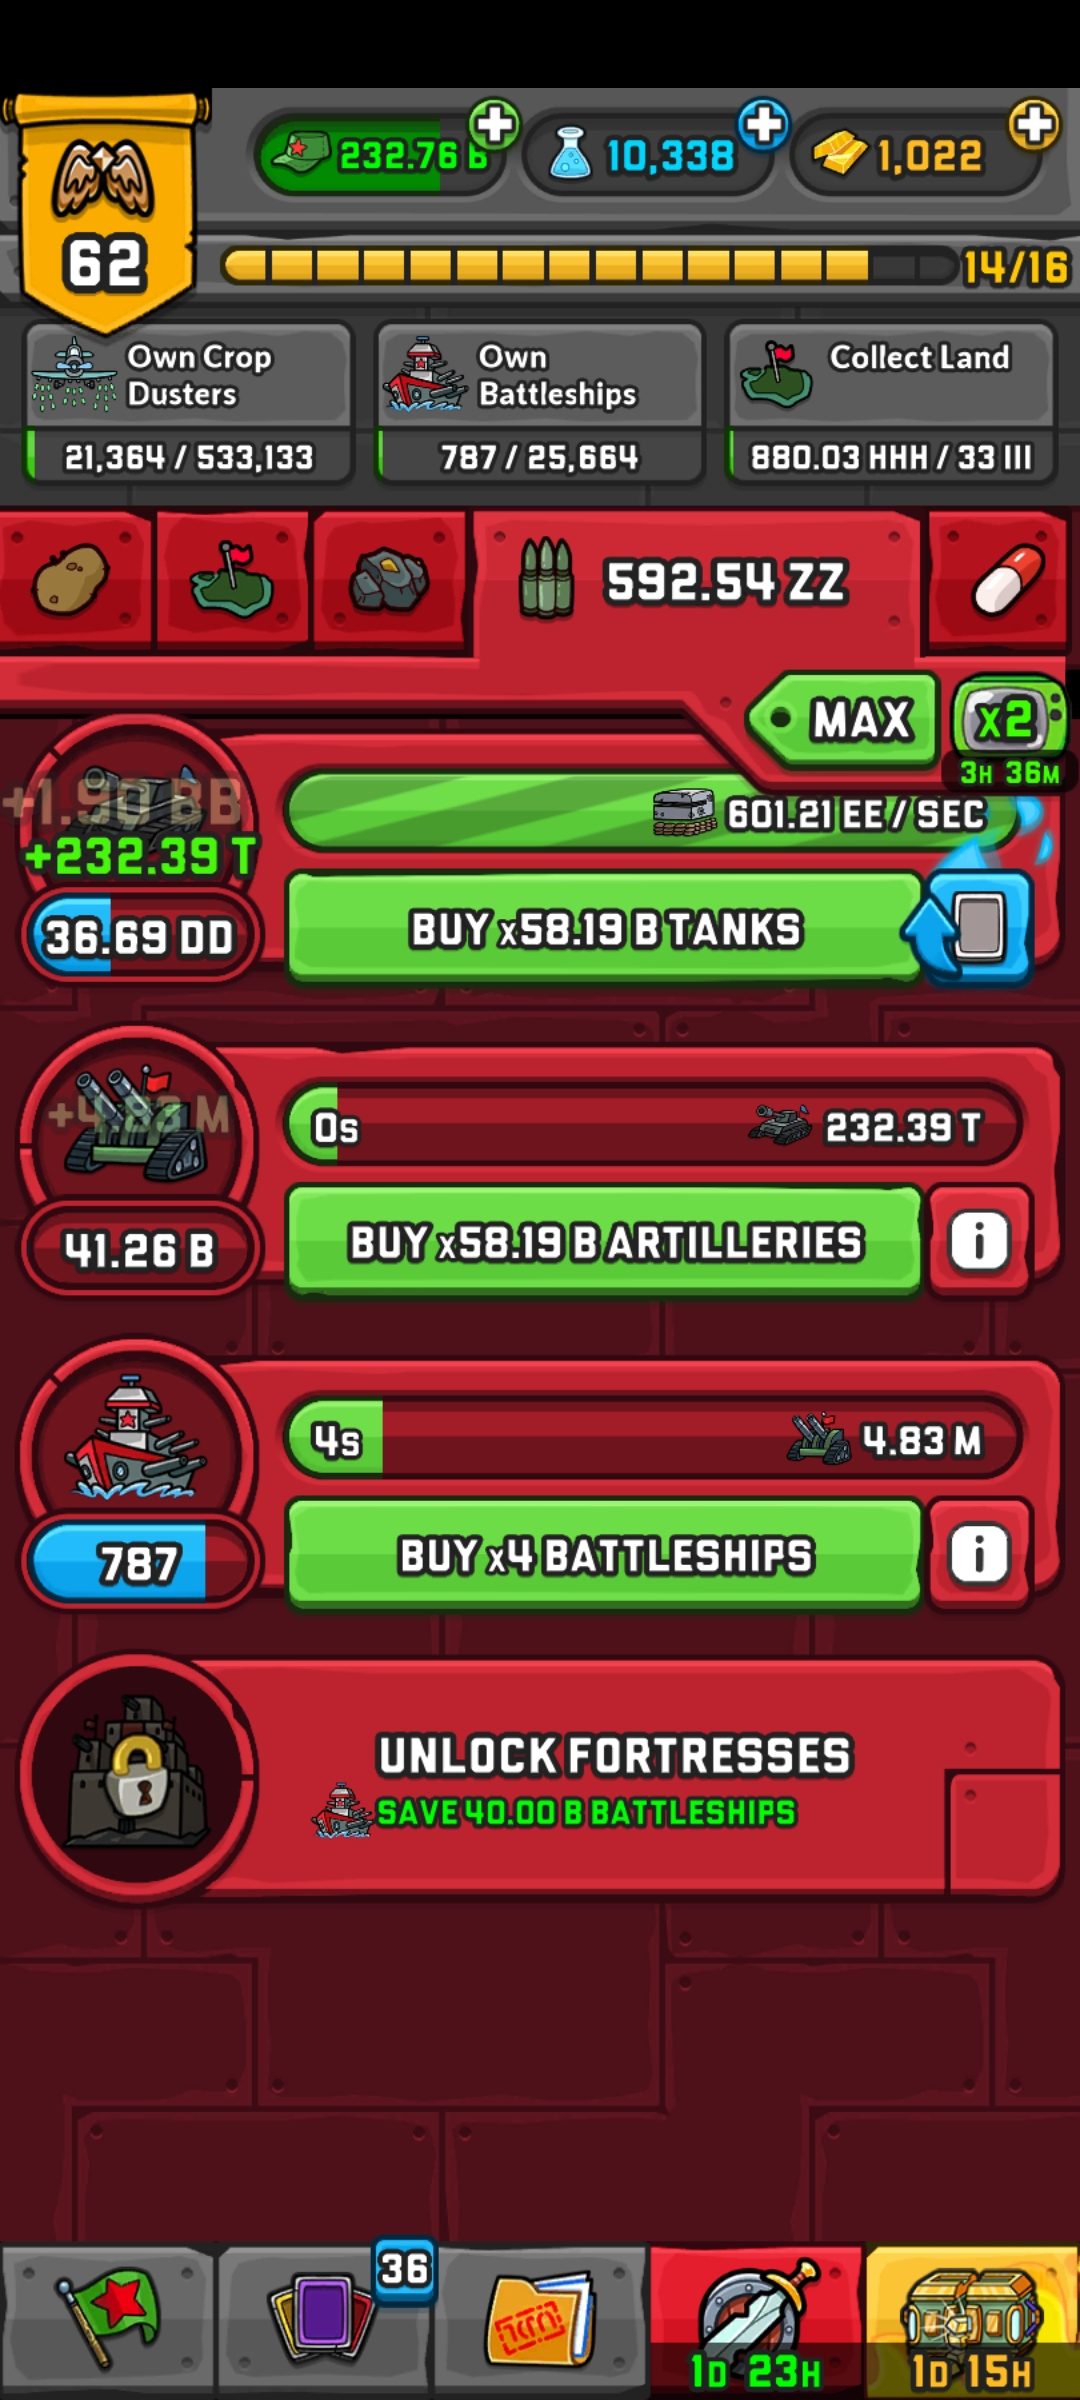 62
232.76 B
10,338
1,022
14/16
Own Crop
Dusters
21,364 / 533,133
Own
Battleships
787 / 25,664
Collect Land
880.03 HHH / 33 III
592.54 ZZ
MAX
x2
3H 36M
+1.90 BB
+232.39 T
36.69 DD
601.21 EE / SEC
BUY x58.19 B TANKS
+4.83 M
41.26 B
0s
232.39 T
BUY x58.19 B ARTILLERIES
i
787
4s
4.83 M
BUY x4 BATTLESHIPS
i
UNLOCK FORTRESSES
SAVE 40.00 B BATTLESHIPS
36
1D 23H
1D 15H